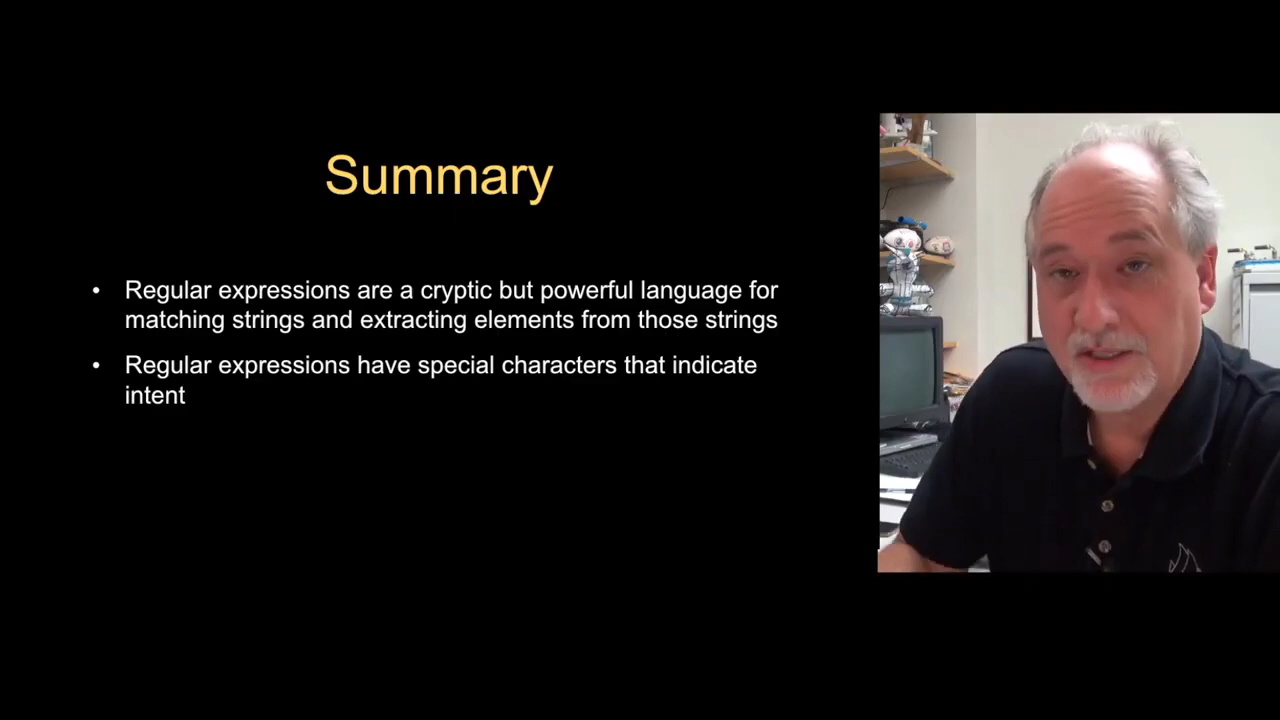 Summary
• Regular expressions are a cryptic but powerful language for
matching strings and extracting elements from those strings
• Regular expressions have special characters that indicate
intent